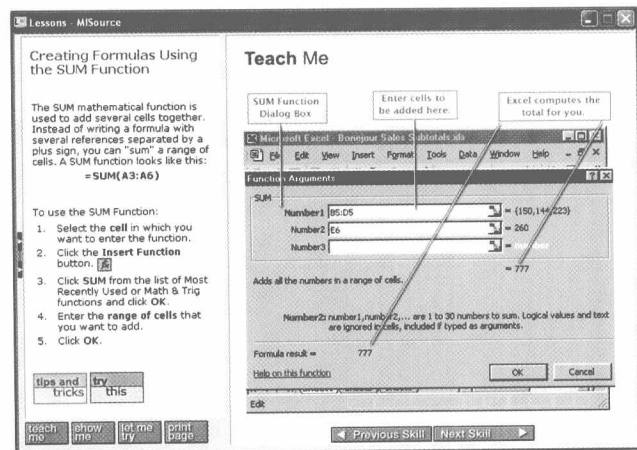 Lessons - MISource
Creating Formulas Using
the SUM Function
The SUM mathematical function is
used to add several cells together.
Instead of writing a formula with
several references separated by a
plus sign, you can "sum" a range of
cells. A SUM function looks like this:
=SUM(A3:A6)
To use the SUM Function:
1. Select the cell in which you
want to enter the function.
2. Click the Insert Function
button. fx
3. Click SUM from the list of Most
Recently Used or Math & Trig
functions and click OK.
4. Enter the range of cells that
you want to add.
5. Click OK.
tips and
tricks
try
this
teach
me
show
me
let me
try
print
page
Teach Me
SUM Function
Dialog Box
Enter cells to
be added here.
Excel computes the
total for you.
Microsoft Excel - Bonojour Sales Subtotals.xls
File Edit View Insert Format Tools Data Window Help
Function Arguments
SUM
Number1 B5:D5 = {150,144,223}
Number2 E6 = 260
Number3 = number
= 777
Adds all the numbers in a range of cells.
Number2: number1,number2,... are 1 to 30 numbers to sum. Logical values and text
are ignored in cells, included if typed as arguments.
Formula result = 777
Help on this function
OK Cancel
Edit
Previous Skill Next Skill